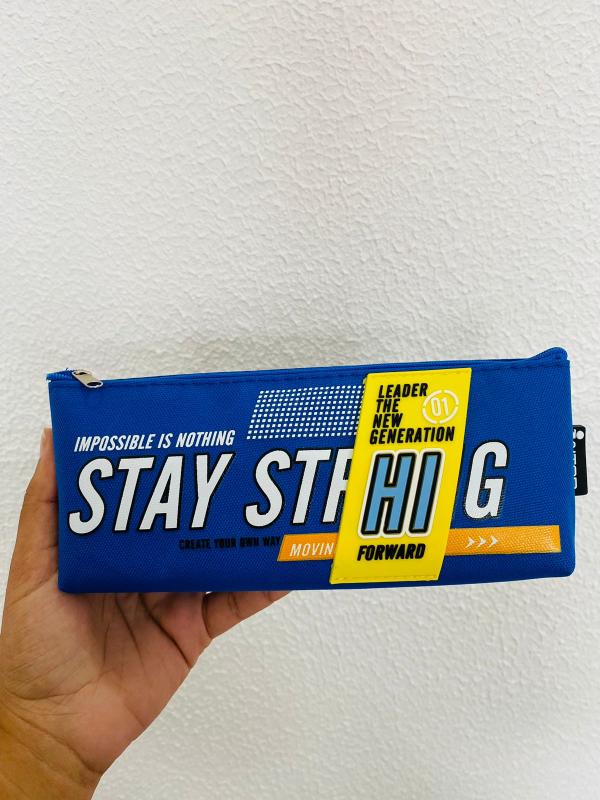 IMPOSSIBLE IS NOTHING
STAY STR G
CREATE YOUR OWN WAY
MOVIN
LEADER
THE
NEW
GENERATION
01
HI
FORWARD